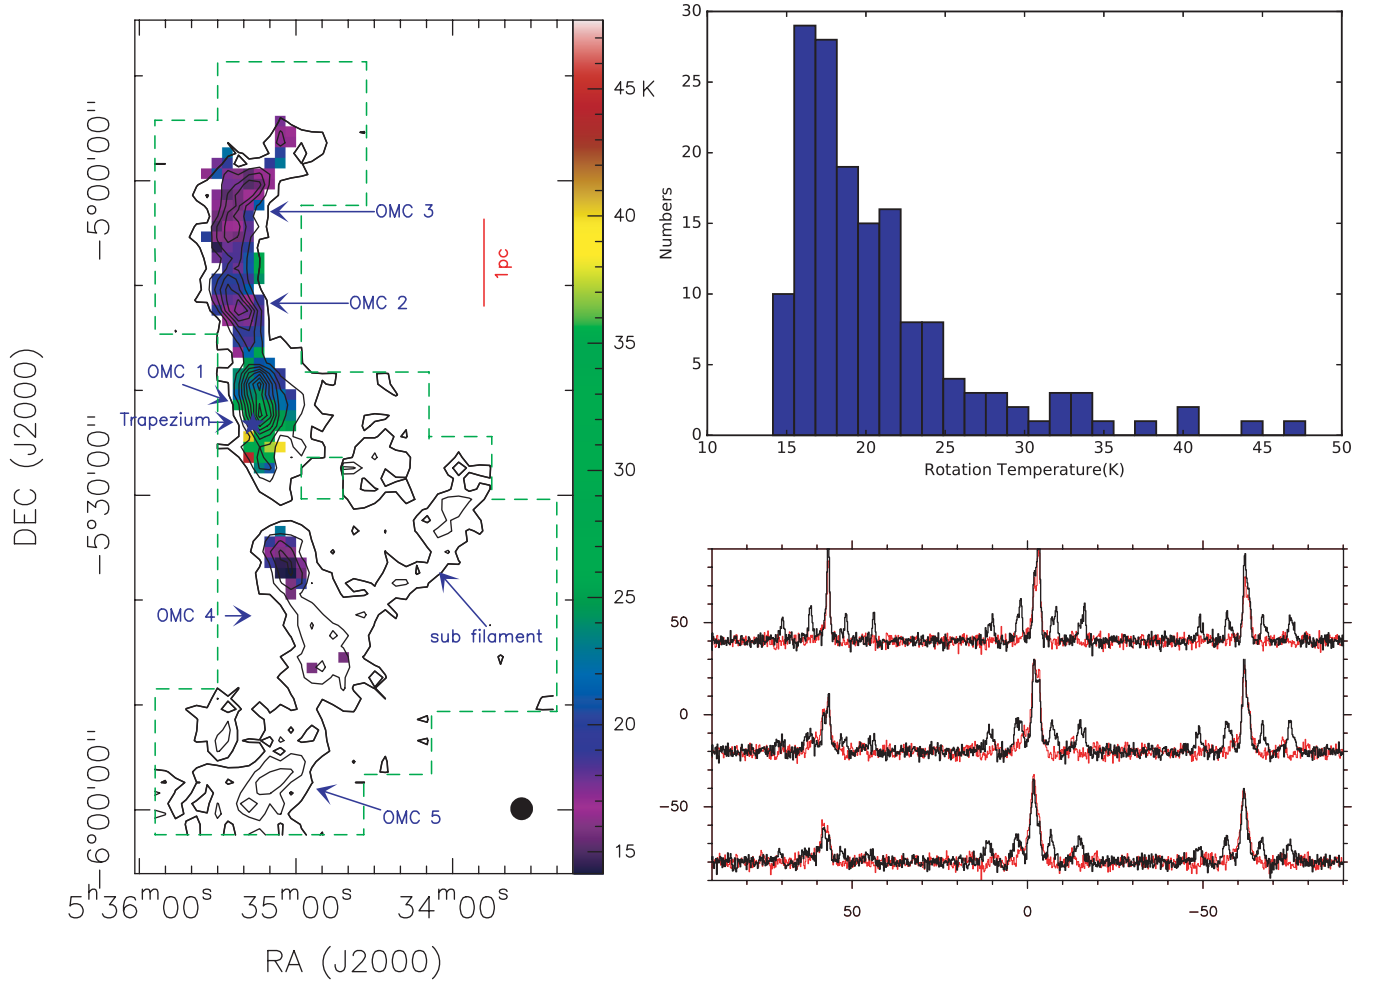 45 K
40
35
30
25
20
15
−5°00'00''
−5°30'00''
−6°00'00''
DEC (J2000)
5ʰ36ᵐ00ˢ 35ᵐ00ˢ 34ᵐ00ˢ
RA (J2000)
OMC 3
1pc
OMC 2
OMC 1
Trapezium
OMC 4
sub filament
OMC 5
30
25
20
15
10
5
0
Numbers
10 15 20 25 30 35 40 45 50
Rotation Temperature(K)
50
0
−50
50 0 −50